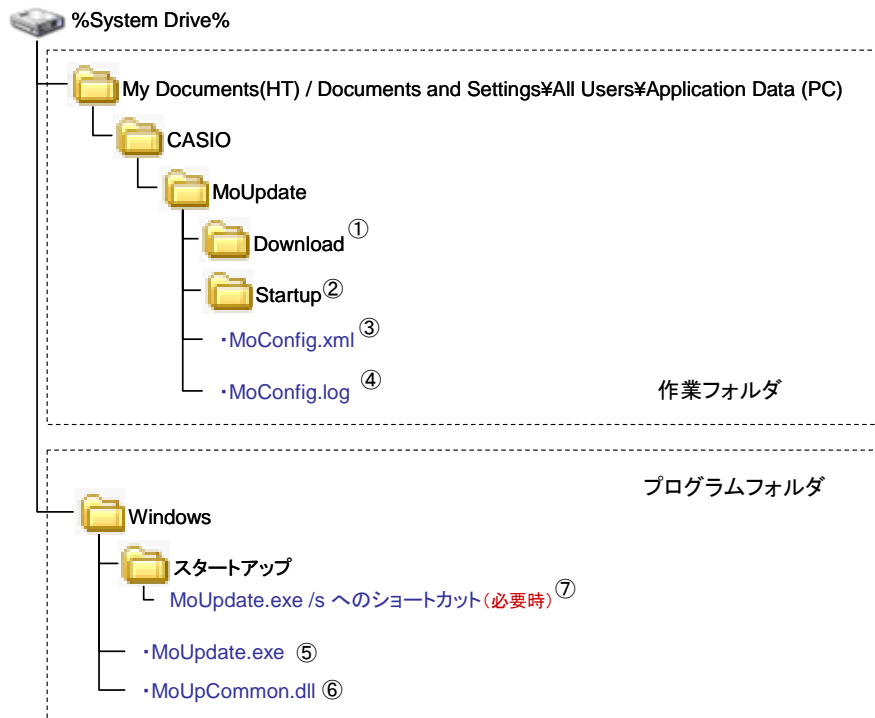 %System Drive%
My Documents(HT) / Documents and Settings¥All Users¥Application Data (PC)
CASIO
MoUpdate
Download ①
Startup②
・MoConfig.xml ③
・MoConfig.log ④
作業フォルダ
プログラムフォルダ
Windows
スタートアップ
MoUpdate.exe /s へのショートカット(必要時)⑦
・MoUpdate.exe ⑤
・MoUpCommon.dll ⑥